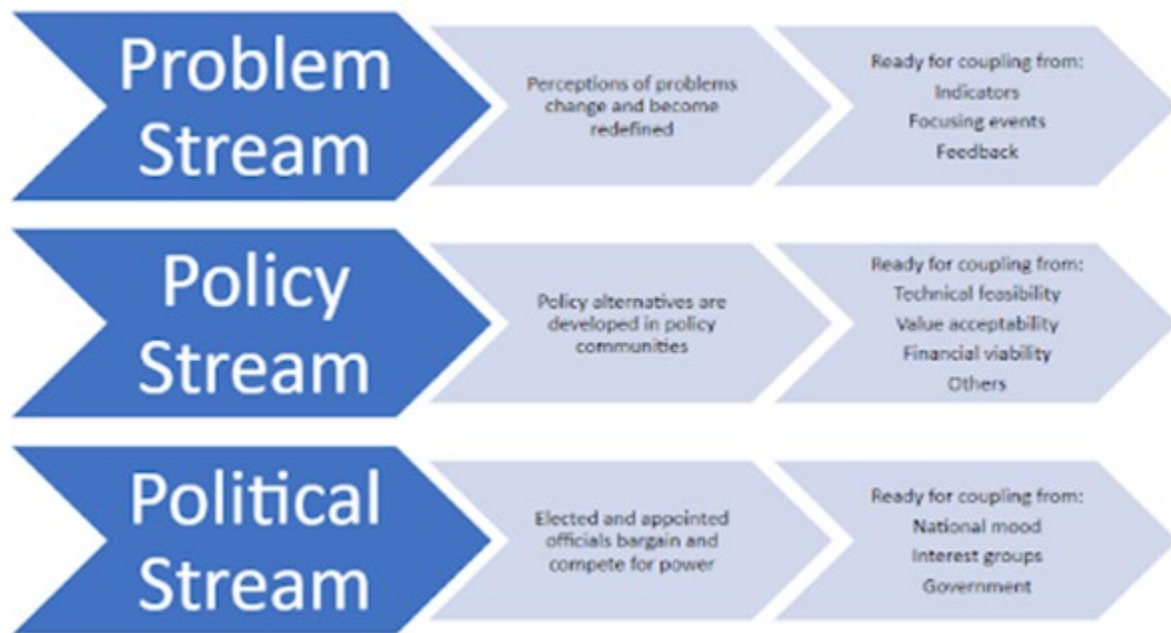 Problem
Stream
Perceptions of problems
change and become
redefined
Ready for coupling from:
Indicators
Focusing events
Feedback
Policy
Stream
Policy alternatives are
developed in policy
communities
Ready for coupling from:
Technical feasibility
Value acceptability
Financial viability
Others
Political
Stream
Elected and appointed
officials bargain and
compete for power
Ready for coupling from:
National mood
Interest groups
Government